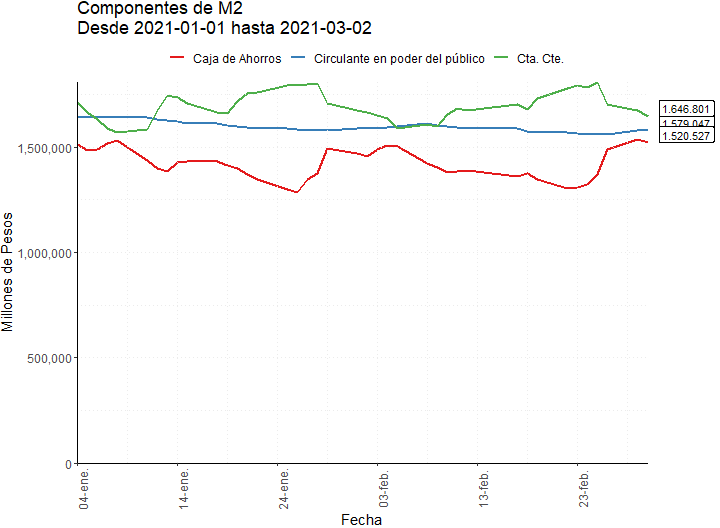 Componentes de M2
Desde 2021-01-01 hasta 2021-03-02
Caja de Ahorros Circulante en poder del público Cta. Cte.
1.646.801
1.579.047
1.520.527
1,500,000
1,000,000
500,000
0
Millones de Pesos
04-ene.
14-ene.
24-ene.
03-feb.
13-feb.
23-feb.
Fecha